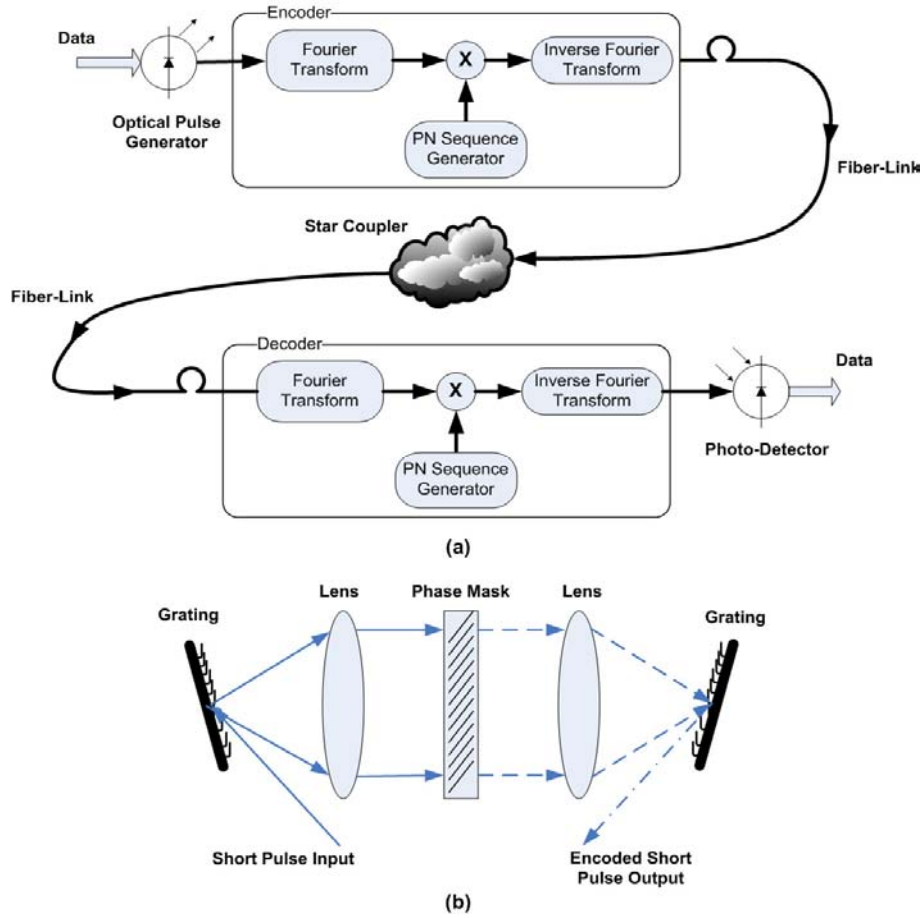 Encoder
Data
Fourier
Transform
X
Inverse Fourier
Transform
Optical Pulse
Generator
PN Sequence
Generator
Fiber-Link
Star Coupler
Fiber-Link
Decoder
Data
Fourier
Transform
X
Inverse Fourier
Transform
PN Sequence
Generator
Photo-Detector
(a)
Lens
Phase Mask
Lens
Grating
Grating
Short Pulse Input
Encoded Short
Pulse Output
(b)